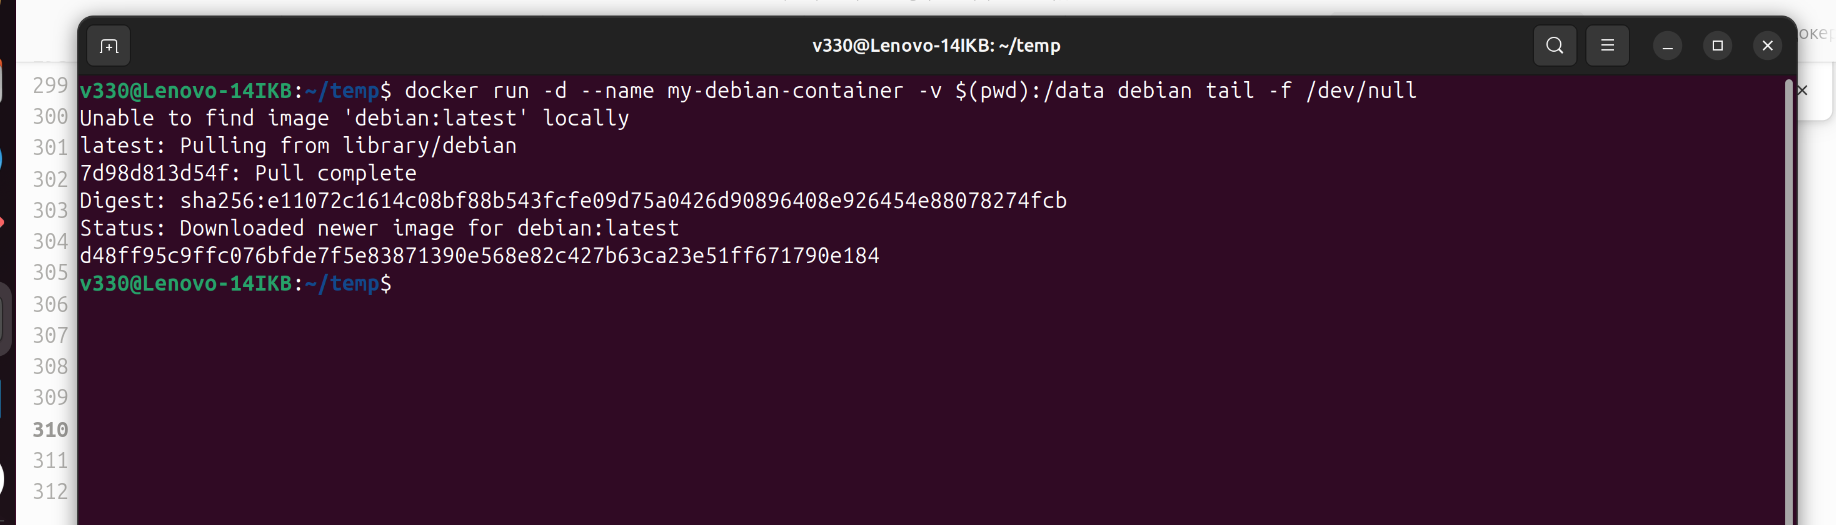 v330@Lenovo-14IKB: ~/temp
окер
299
300
301
302
303
304
305
306
307
308
309
310
311
312
v330@Lenovo-14IKB:~/temp$ docker run -d --name my-debian-container -v $(pwd):/data debian tail -f /dev/null
Unable to find image 'debian:latest' locally
latest: Pulling from library/debian
7d98d813d54f: Pull complete
Digest: sha256:e11072c1614c08bf88b543fcfe09d75a0426d90896408e926454e88078274fcb
Status: Downloaded newer image for debian:latest
d48ff95c9ffc076bfde7f5e83871390e568e82c427b63ca23e51ff671790e184
v330@Lenovo-14IKB:~/temp$